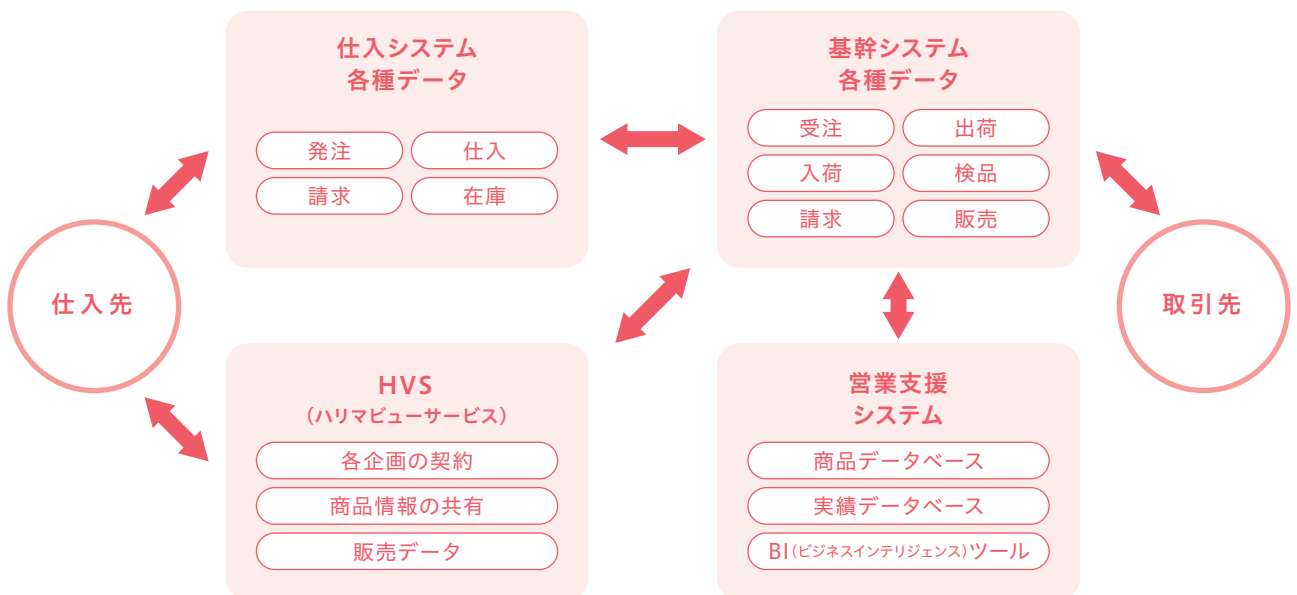 仕入先
仕入システム
各種データ
発注
仕入
請求
在庫
基幹システム
各種データ
受注
出荷
入荷
検品
請求
販売
HVS
（ハリマビューサービス）
各企画の契約
商品情報の共有
販売データ
営業支援
システム
商品データベース
実績データベース
BI（ビジネスインテリジェンス）ツール
取引先